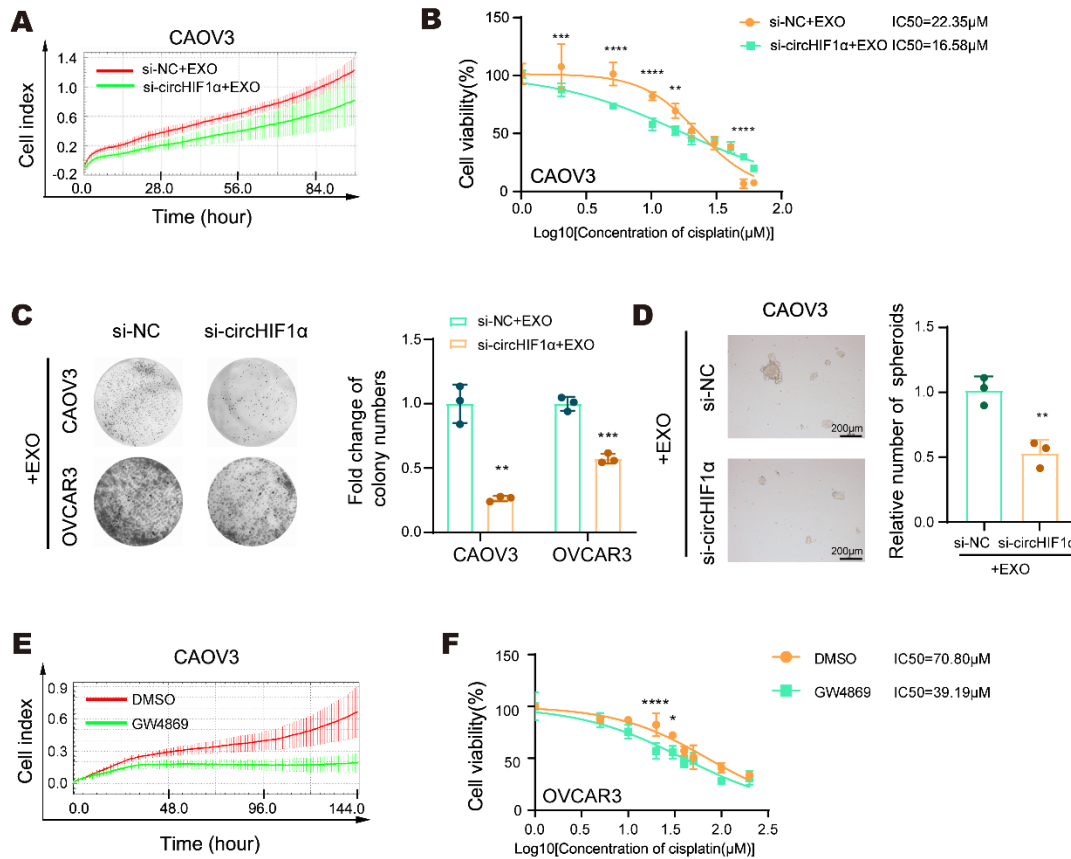 A
CAOV3
si-NC+EXO
si-circHIF1α+EXO
Cell index
1.4
1.0
0.6
0.2
-0.2
0.0
28.0
56.0
84.0
Time (hour)
B
si-NC+EXO IC50=22.35μM
si-circHIF1α+EXO IC50=16.58μM
Cell viability(%)
150
100
50
0
*** **** **** ** ****
CAOV3
0.0 0.5 1.0 1.5 2.0
Log10[Concentration of cisplatin(μM)]
C
si-NC si-circHIF1α
+EXO
CAOV3
OVCAR3
si-NC+EXO
si-circHIF1α+EXO
Fold change of
colony numbers
1.5
1.0
0.5
0.0
** ***
CAOV3 OVCAR3
D
CAOV3
+EXO
si-NC
200μm
si-circHIF1α
200μm
Relative number of spheroids
1.5
1.0
0.5
0.0
**
si-NC si-circHIF1α
+EXO
E
CAOV3
DMSO
GW4869
Cell index
0.9
0.6
0.3
0.0
0.0 48.0 96.0 144.0
Time (hour)
F
DMSO IC50=70.80μM
GW4869 IC50=39.19μM
Cell viability(%)
150
100
50
0
**** *
OVCAR3
0.0 0.5 1.0 1.5 2.0 2.5
Log10[Concentration of cisplatin(μM)]